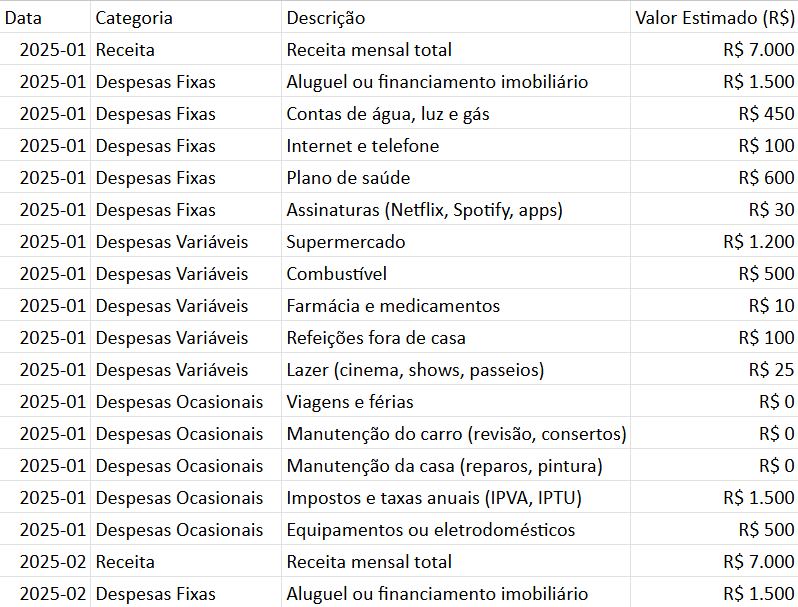 Data Categoria Descrição Valor Estimado (R$)
2025-01 Receita Receita mensal total R$ 7.000
2025-01 Despesas Fixas Aluguel ou financiamento imobiliário R$ 1.500
2025-01 Despesas Fixas Contas de água, luz e gás R$ 450
2025-01 Despesas Fixas Internet e telefone R$ 100
2025-01 Despesas Fixas Plano de saúde R$ 600
2025-01 Despesas Fixas Assinaturas (Netflix, Spotify, apps) R$ 30
2025-01 Despesas Variáveis Supermercado R$ 1.200
2025-01 Despesas Variáveis Combustível R$ 500
2025-01 Despesas Variáveis Farmácia e medicamentos R$ 10
2025-01 Despesas Variáveis Refeições fora de casa R$ 100
2025-01 Despesas Variáveis Lazer (cinema, shows, passeios) R$ 25
2025-01 Despesas Ocasionais Viagens e férias R$ 0
2025-01 Despesas Ocasionais Manutenção do carro (revisão, consertos) R$ 0
2025-01 Despesas Ocasionais Manutenção da casa (reparos, pintura) R$ 0
2025-01 Despesas Ocasionais Impostos e taxas anuais (IPVA, IPTU) R$ 1.500
2025-01 Despesas Ocasionais Equipamentos ou eletrodomésticos R$ 500
2025-02 Receita Receita mensal total R$ 7.000
2025-02 Despesas Fixas Aluguel ou financiamento imobiliário R$ 1.500